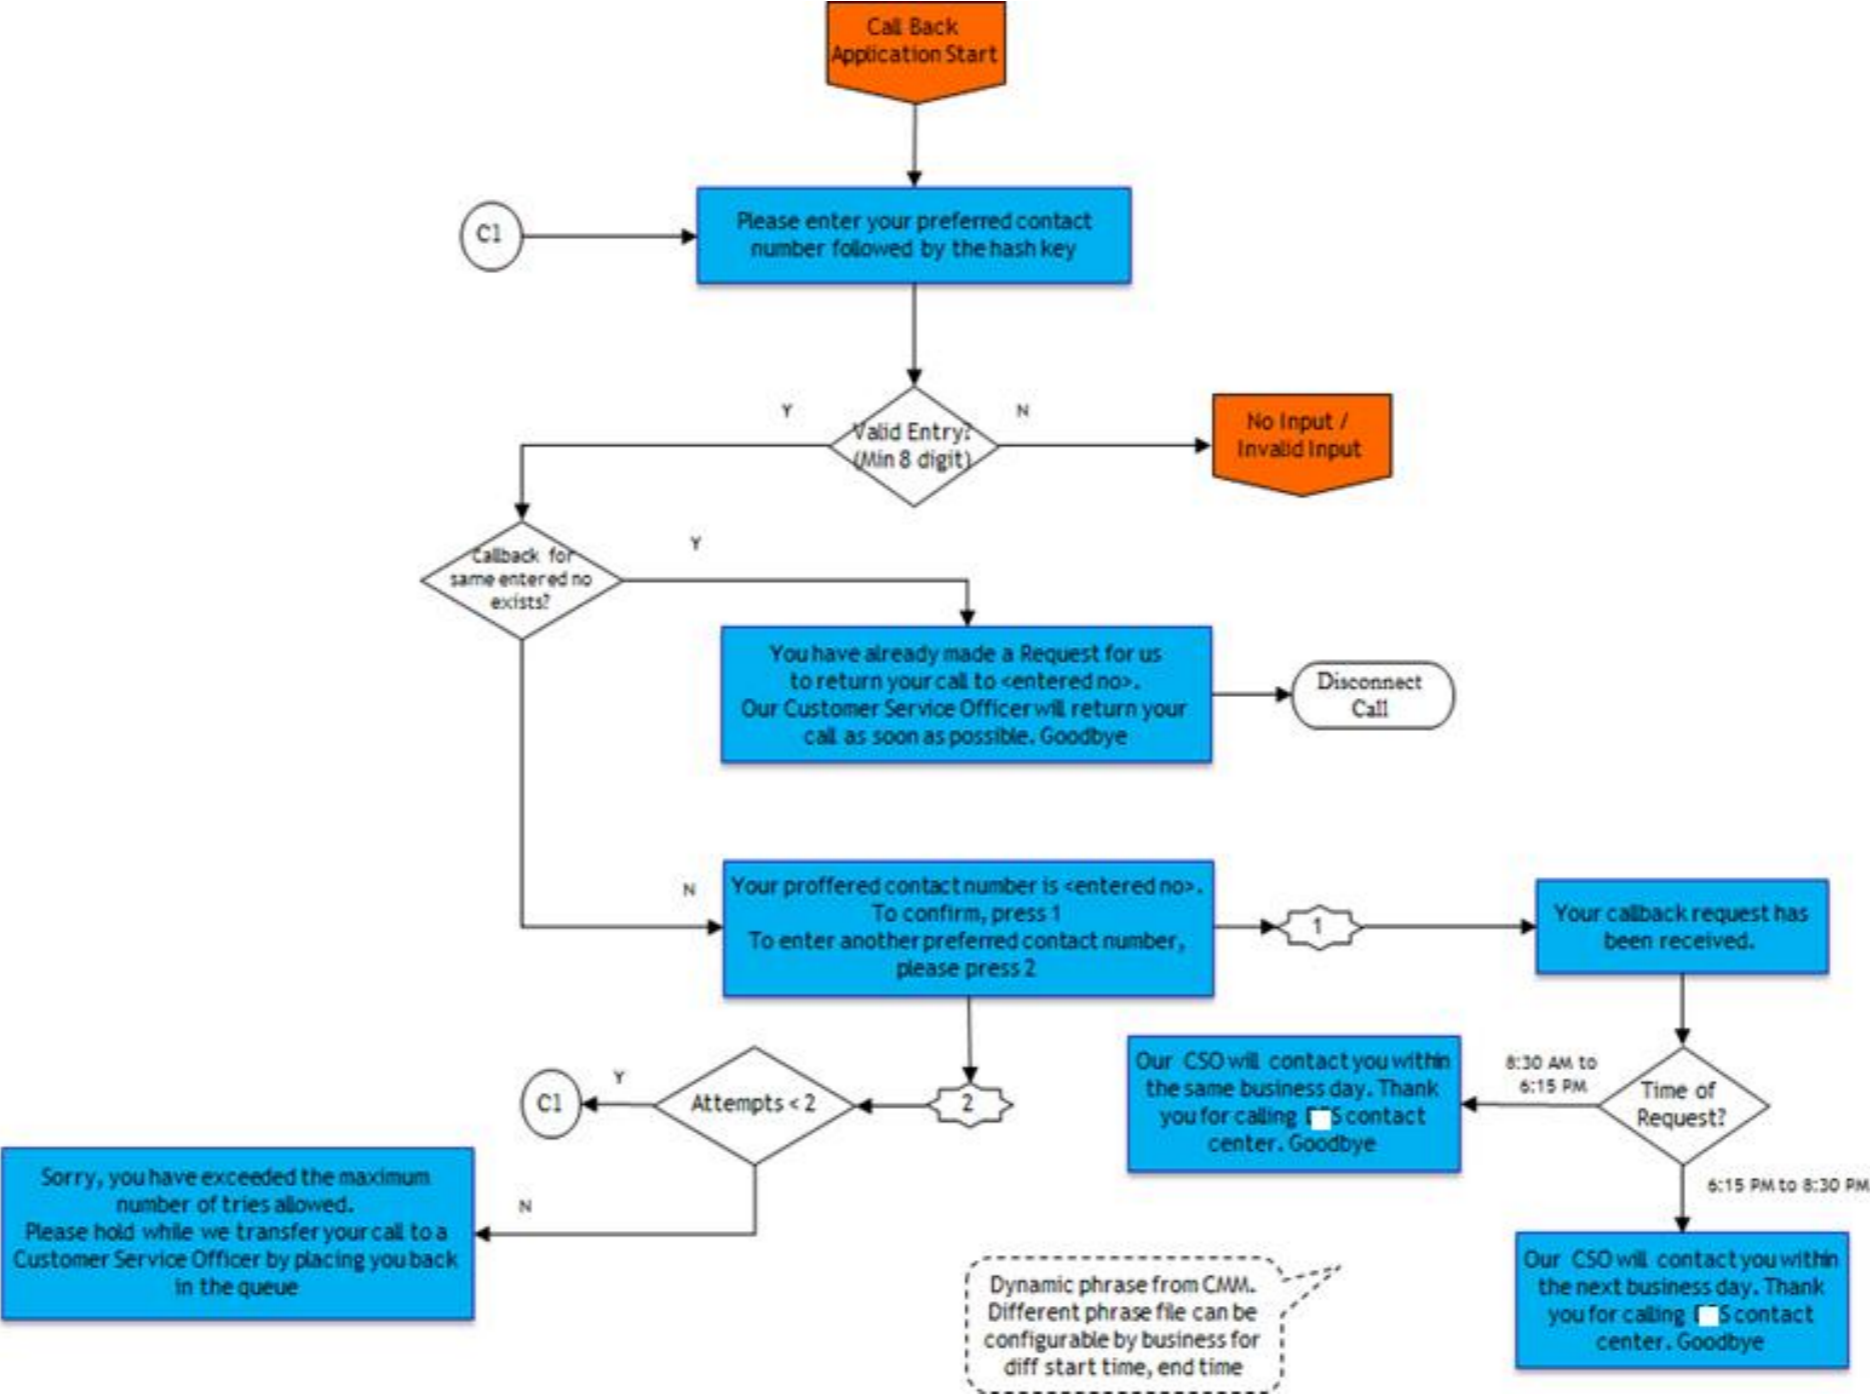 Call Back
Application Start
C1
Please enter your preferred contact
number followed by the hash key
Y
Valid Entry?
(Min 8 digit)
N
No Input /
Invalid Input
Callback for
same entered no
exists?
Y
You have already made a Request for us
to return your call to <entered no>.
Our Customer Service Officer will return your
call as soon as possible. Goodbye
Disconnect
Call
N
Your proffered contact number is <entered no>.
To confirm, press 1
To enter another preferred contact number,
please press 2
1
Your callback request has
been received.
C1
Y
Attempts < 2
2
Our CSO will contact you within
the same business day. Thank
you for calling contact
center. Goodbye
8:30 AM to
6:15 PM
Time of
Request?
Sorry, you have exceeded the maximum
number of tries allowed.
Please hold while we transfer your call to a
Customer Service Officer by placing you back
in the queue
N
6:15 PM to 8:30 PM
Dynamic phrase from CMM.
Different phrase file can be
configurable by business for
diff start time, end time
Our CSO will contact you within
the next business day. Thank
you for calling contact
center. Goodbye